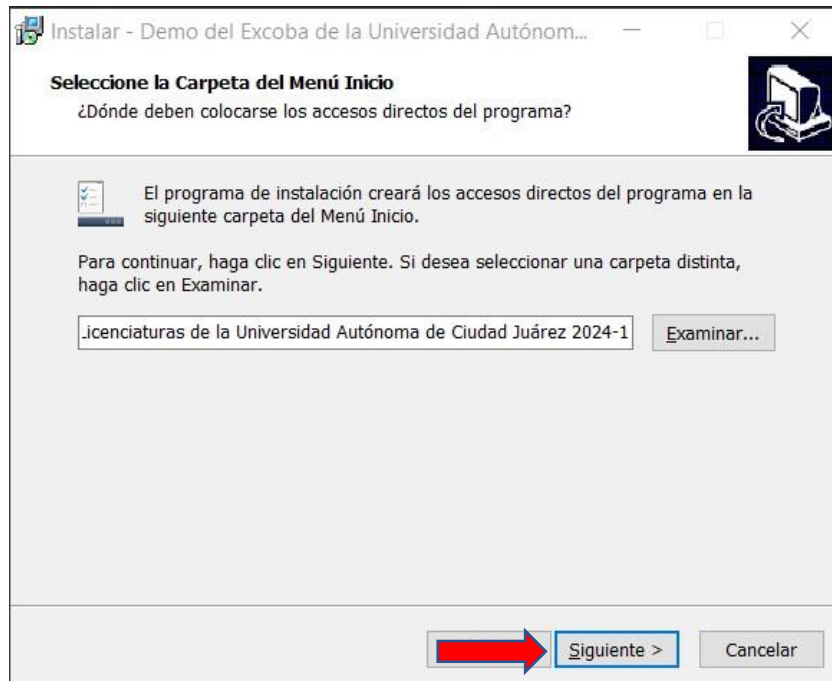 Instalar - Demo del Excoba de la Universidad Autónom...
Seleccione la Carpeta del Menú Inicio
¿Dónde deben colocarse los accesos directos del programa?
El programa de instalación creará los accesos directos del programa en la
siguiente carpeta del Menú Inicio.
Para continuar, haga clic en Siguiente. Si desea seleccionar una carpeta distinta,
haga clic en Examinar.
Licenciaturas de la Universidad Autónoma de Ciudad Juárez 2024-1 Examinar...
Siguiente > Cancelar